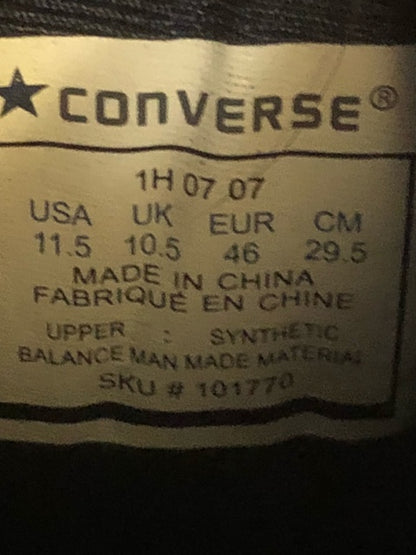 CONVERSE®
1H 07 07
USA UK EUR CM
11.5 10.5 46 29.5
MADE IN CHINA
FABRIQUÉ EN CHINE
UPPER : SYNTHETIC
BALANCE MAN MADE MATERIAL
SKU # 101770